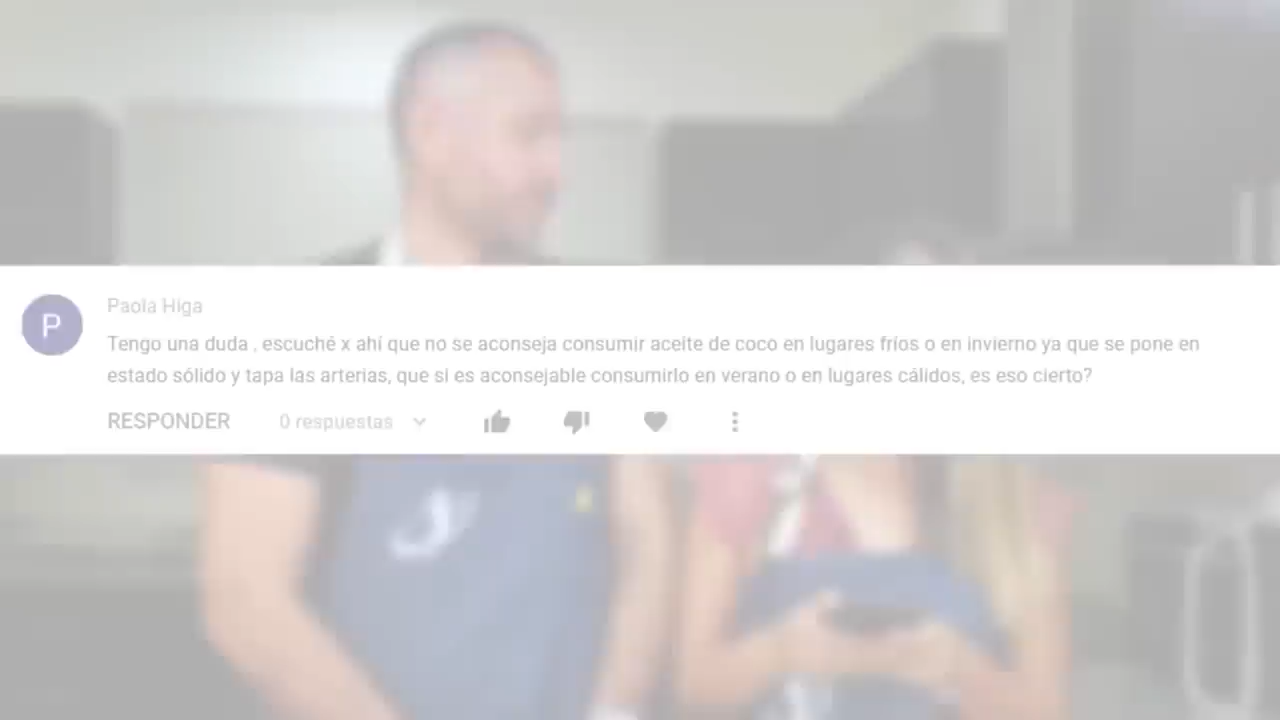 P
Paola Higa
Tengo una duda , escuché x ahí que no se aconseja consumir aceite de coco en lugares fríos o en invierno ya que se pone en
estado sólido y tapa las arterias, que si es aconsejable consumirlo en verano o en lugares cálidos, es eso cierto?
RESPONDER 0 respuestas